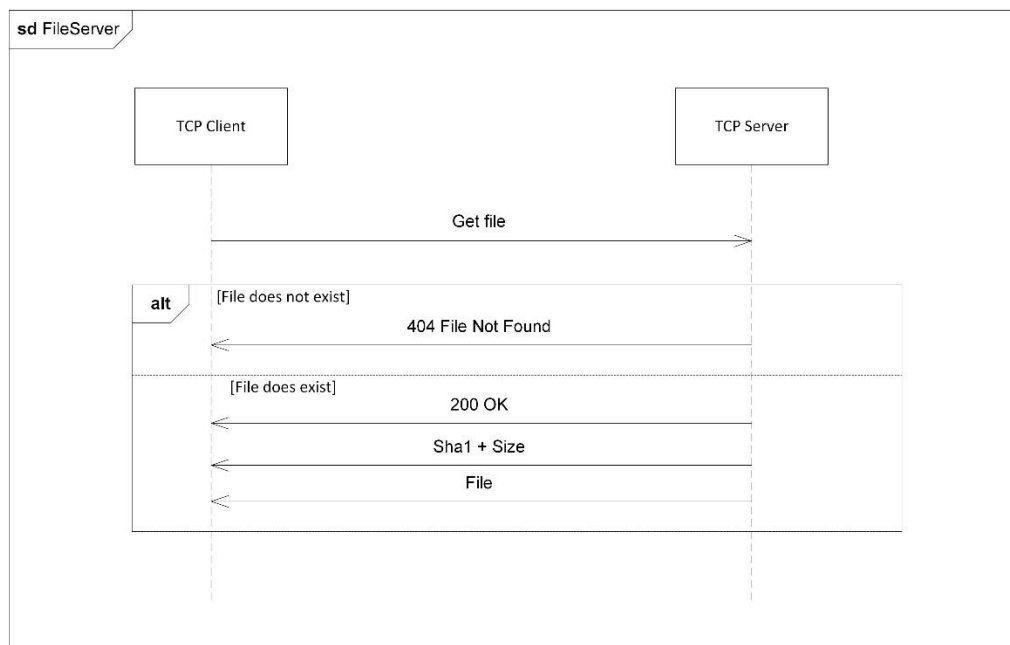 sd FileServer
TCP Client
TCP Server
Get file
alt
[File does not exist]
404 File Not Found
[File does exist]
200 OK
Sha1 + Size
File